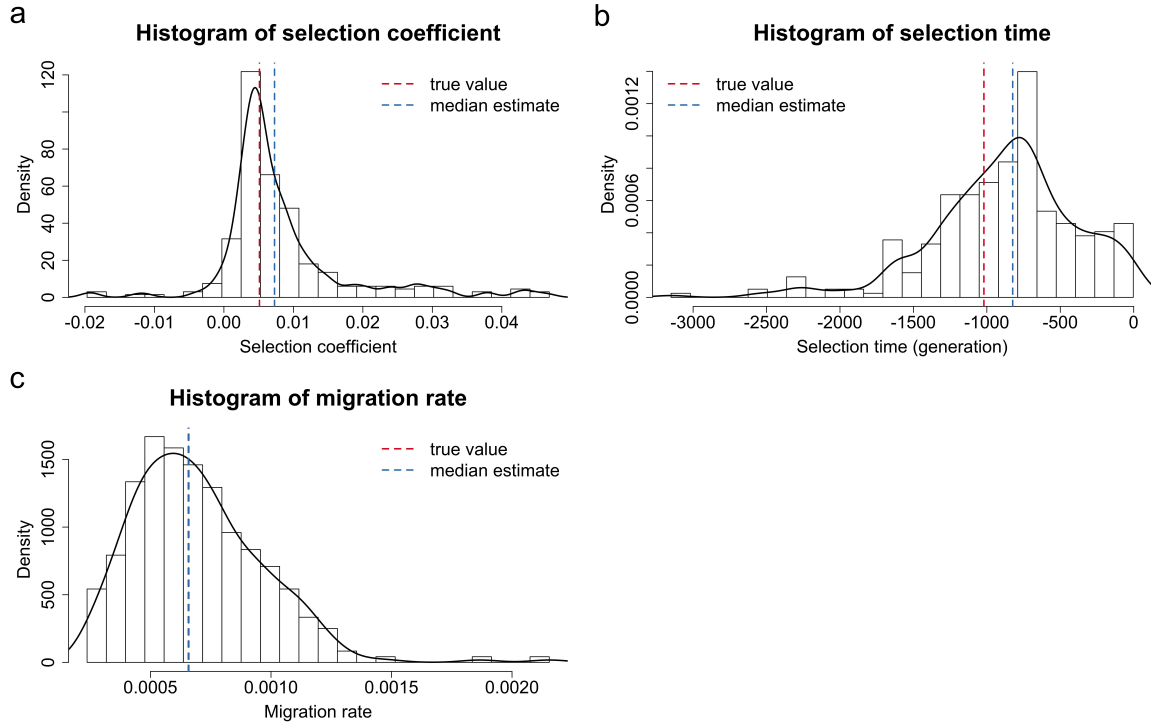 a
Histogram of selection coefficient
true value
median estimate
Density
0
20
40
60
80
120
-0.02
-0.01
0.00
0.01
0.02
0.03
0.04
Selection coefficient
b
Histogram of selection time
true value
median estimate
Density
0.0000
0.0006
0.0012
-3000
-2500
-2000
-1500
-1000
-500
0
Selection time (generation)
c
Histogram of migration rate
true value
median estimate
Density
0
500
1000
1500
0.0005
0.0010
0.0015
0.0020
Migration rate